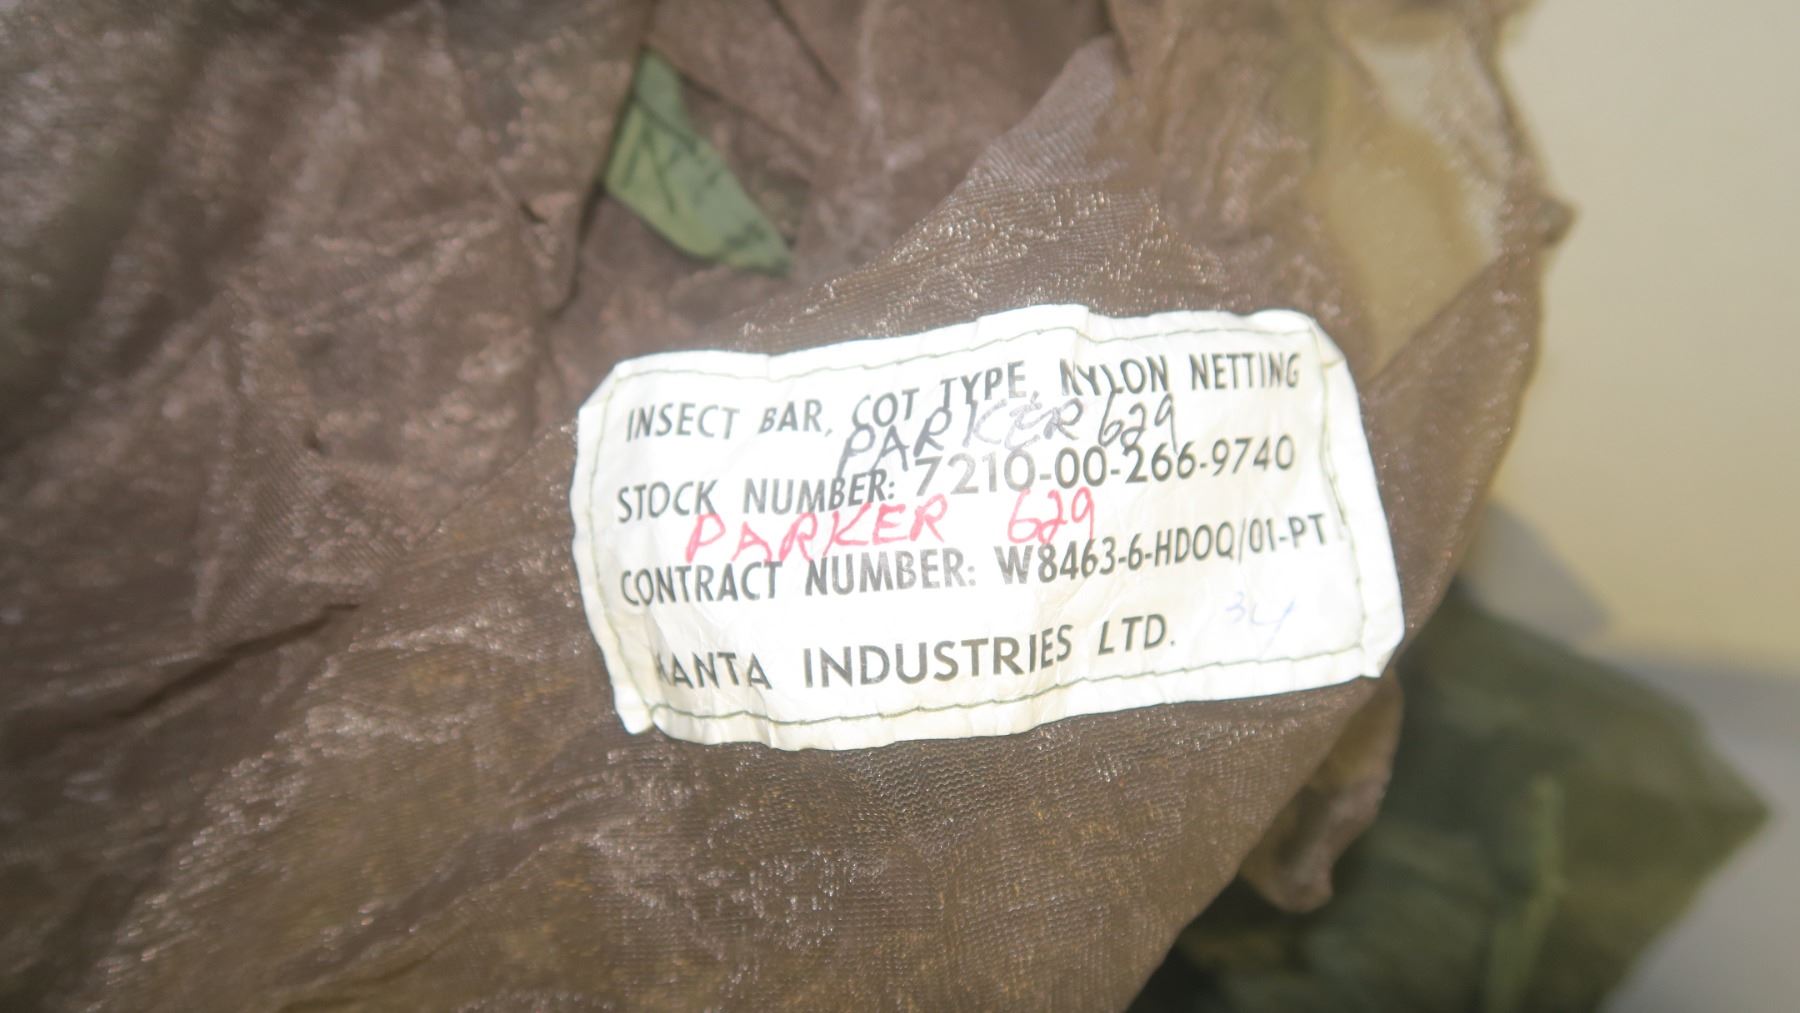 INSECT BAR, COT TYPE, NYLON NETTING
PARKER 629
STOCK NUMBER: 7210-00-266-9740
PARKER 629
CONTRACT NUMBER: W8463-6-HDOQ/01-PT
INDUSTRIES LTD.
34